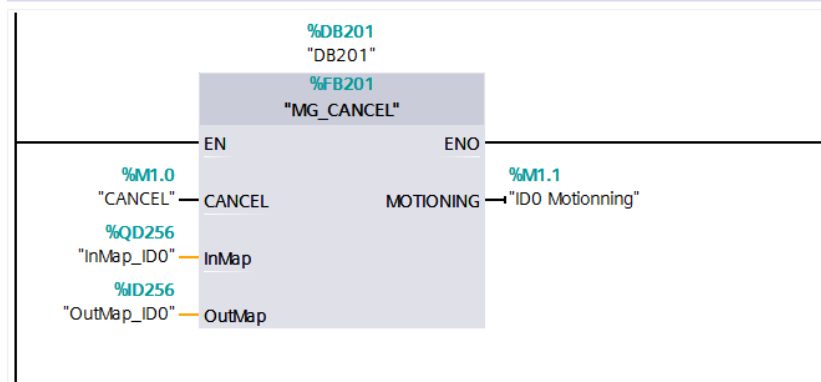 %DB201
"DB201"
%FB201
"MG_CANCEL"
EN ENO
%M1.0 %M1.1
"CANCEL" CANCEL MOTIONING "ID0 Motionning"
%QD256
"InMap_ID0" InMap
%ID256
"OutMap_ID0" OutMap